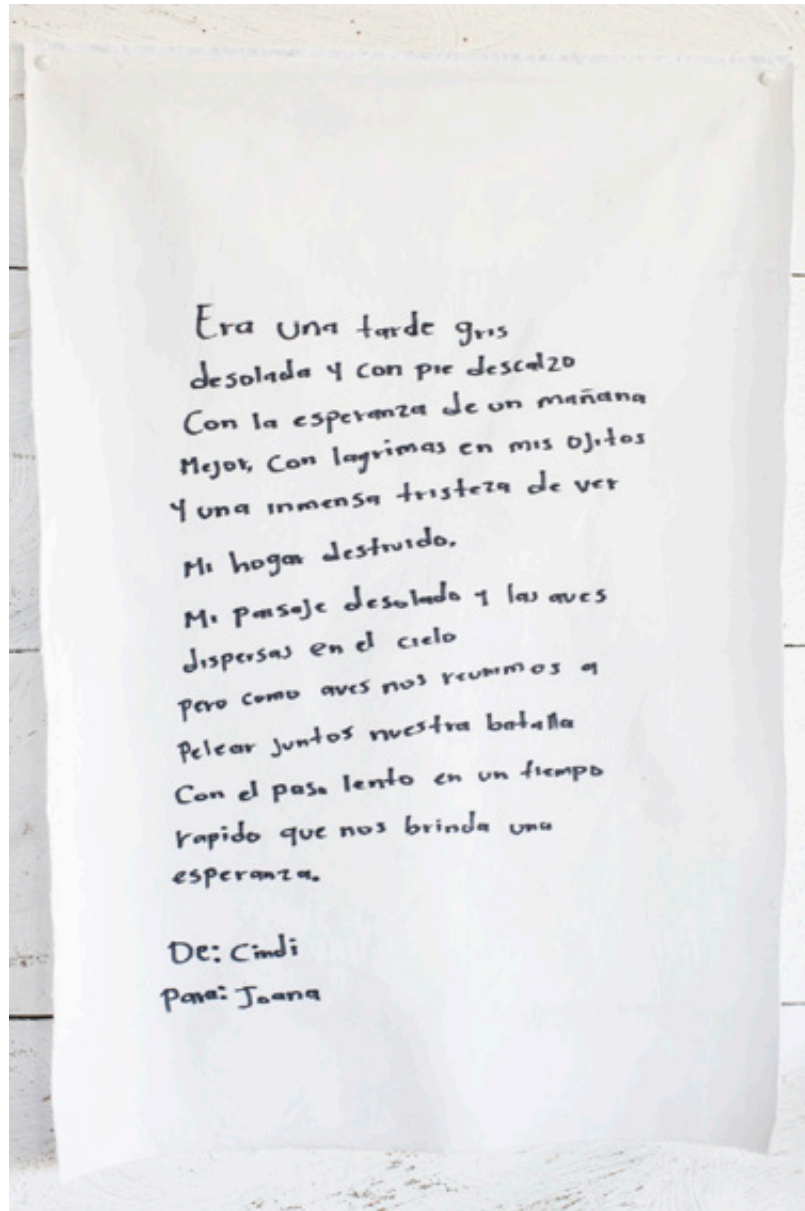 Era una tarde gris
desolada y con pie descalzo
Con la esperanza de un mañana
Mejor, Con lagrimas en mis ojitos
Y una inmensa tristeza de ver
Mi hogar destruido.
Mi paisaje desolado y las aves
dispersas en el cielo
pero como aves nos reunimos a
Pelear juntos nuestra batalla
Con el paso lento en un tiempo
rapido que nos brinda una
esperanza.
De: Cindi
Para: Joana